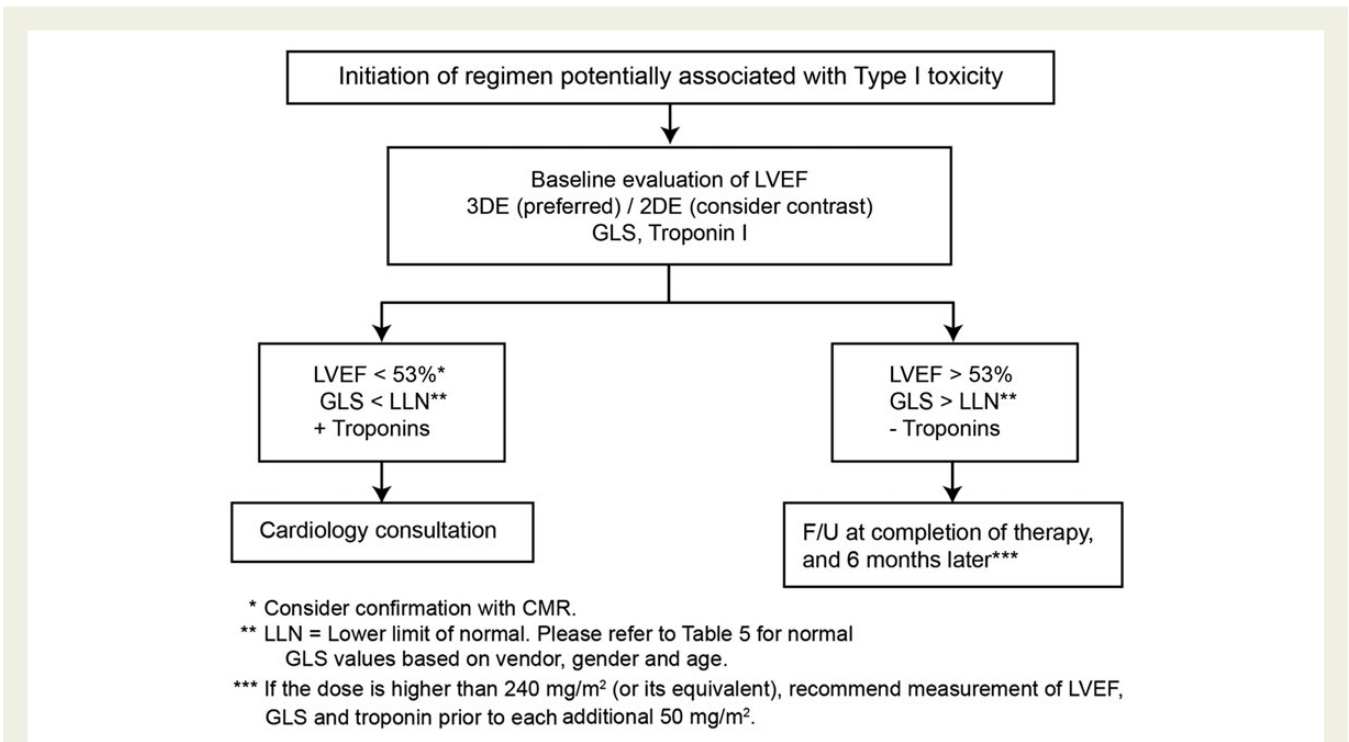 Initiation of regimen potentially associated with Type I toxicity
Baseline evaluation of LVEF
3DE (preferred) / 2DE (consider contrast)
GLS, Troponin I
LVEF < 53%*
GLS < LLN**
+ Troponins
LVEF > 53%
GLS > LLN**
- Troponins
Cardiology consultation
F/U at completion of therapy,
and 6 months later***
* Consider confirmation with CMR.
** LLN = Lower limit of normal. Please refer to Table 5 for normal
GLS values based on vendor, gender and age.
*** If the dose is higher than 240 mg/m² (or its equivalent), recommend measurement of LVEF,
GLS and troponin prior to each additional 50 mg/m².